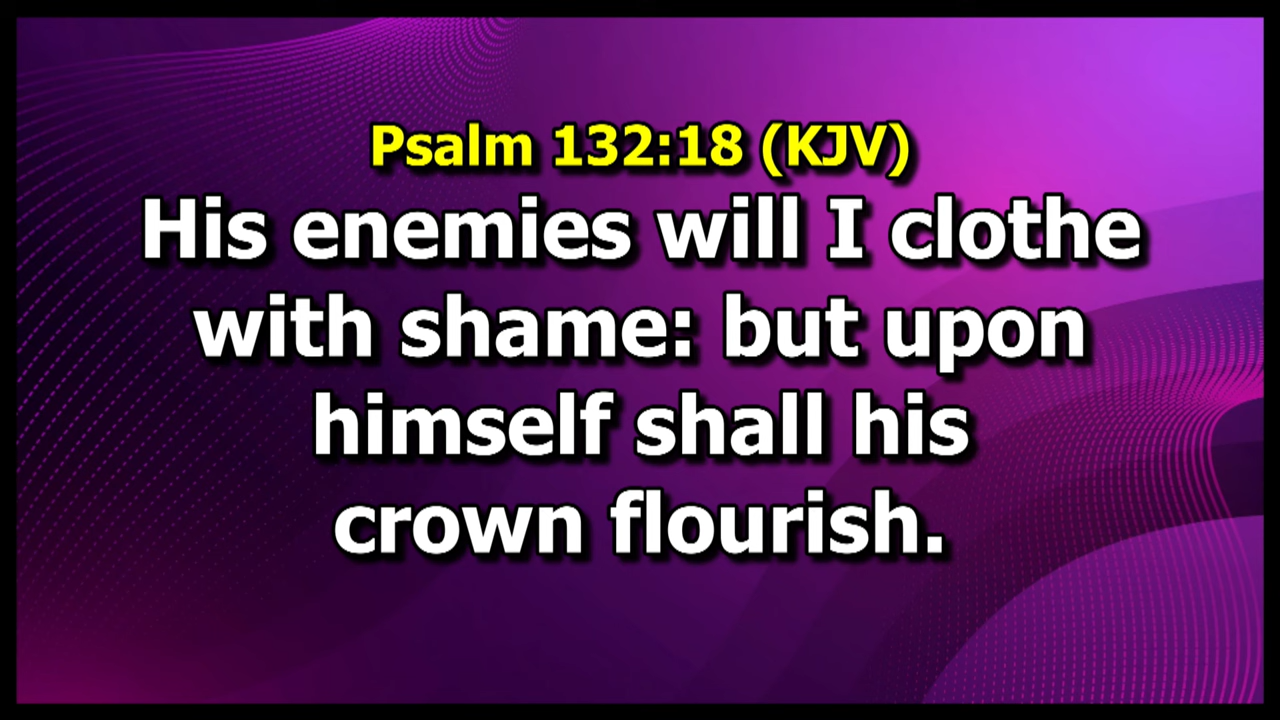 Psalm 132:18 (KJV)
His enemies will I clothe
with shame: but upon
himself shall his
crown flourish.